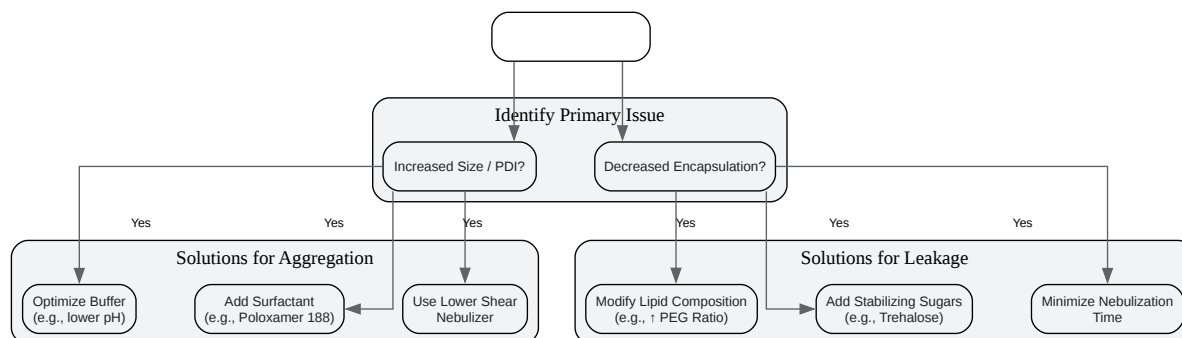 Identify Primary Issue
Increased Size / PDI?
Decreased Encapsulation?
Yes
Yes
Yes
Yes
Yes
Yes
Solutions for Aggregation
Optimize Buffer
(e.g., lower pH)
Add Surfactant
(e.g., Poloxamer 188)
Use Lower Shear
Nebulizer
Solutions for Leakage
Modify Lipid Composition
(e.g., ↑ PEG Ratio)
Add Stabilizing Sugars
(e.g., Trehalose)
Minimize Nebulization
Time